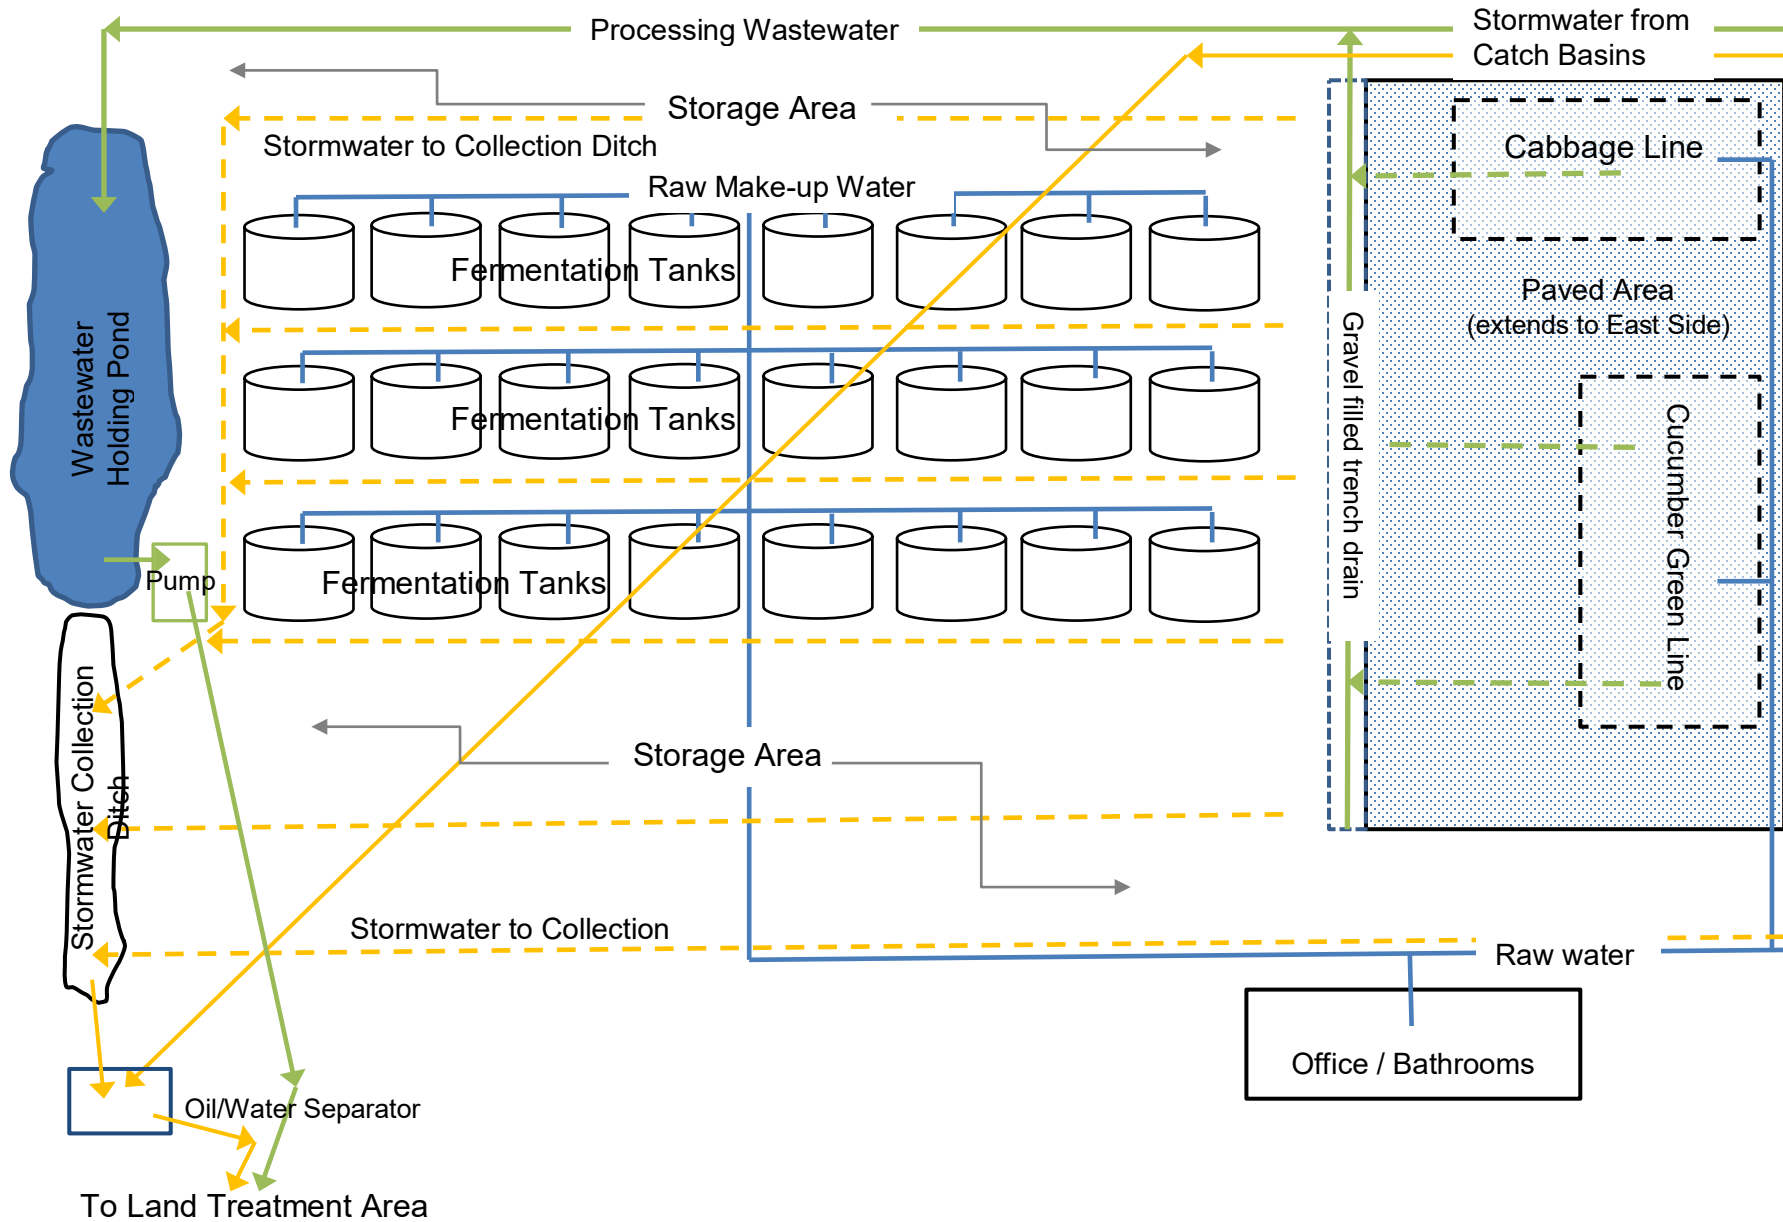 Processing Wastewater
Stormwater from
Catch Basins
Storage Area
Stormwater to Collection Ditch
Cabbage Line
Raw Make-up Water
Fermentation Tanks
Paved Area
(extends to East Side)
Wastewater
Holding Pond
Gravel filled trench drain
Fermentation Tanks
Cucumber Green Line
Pump
Fermentation Tanks
Stormwater Collection
Ditch
Storage Area
Stormwater to Collection
Raw water
Office / Bathrooms
Oil/Water Separator
To Land Treatment Area